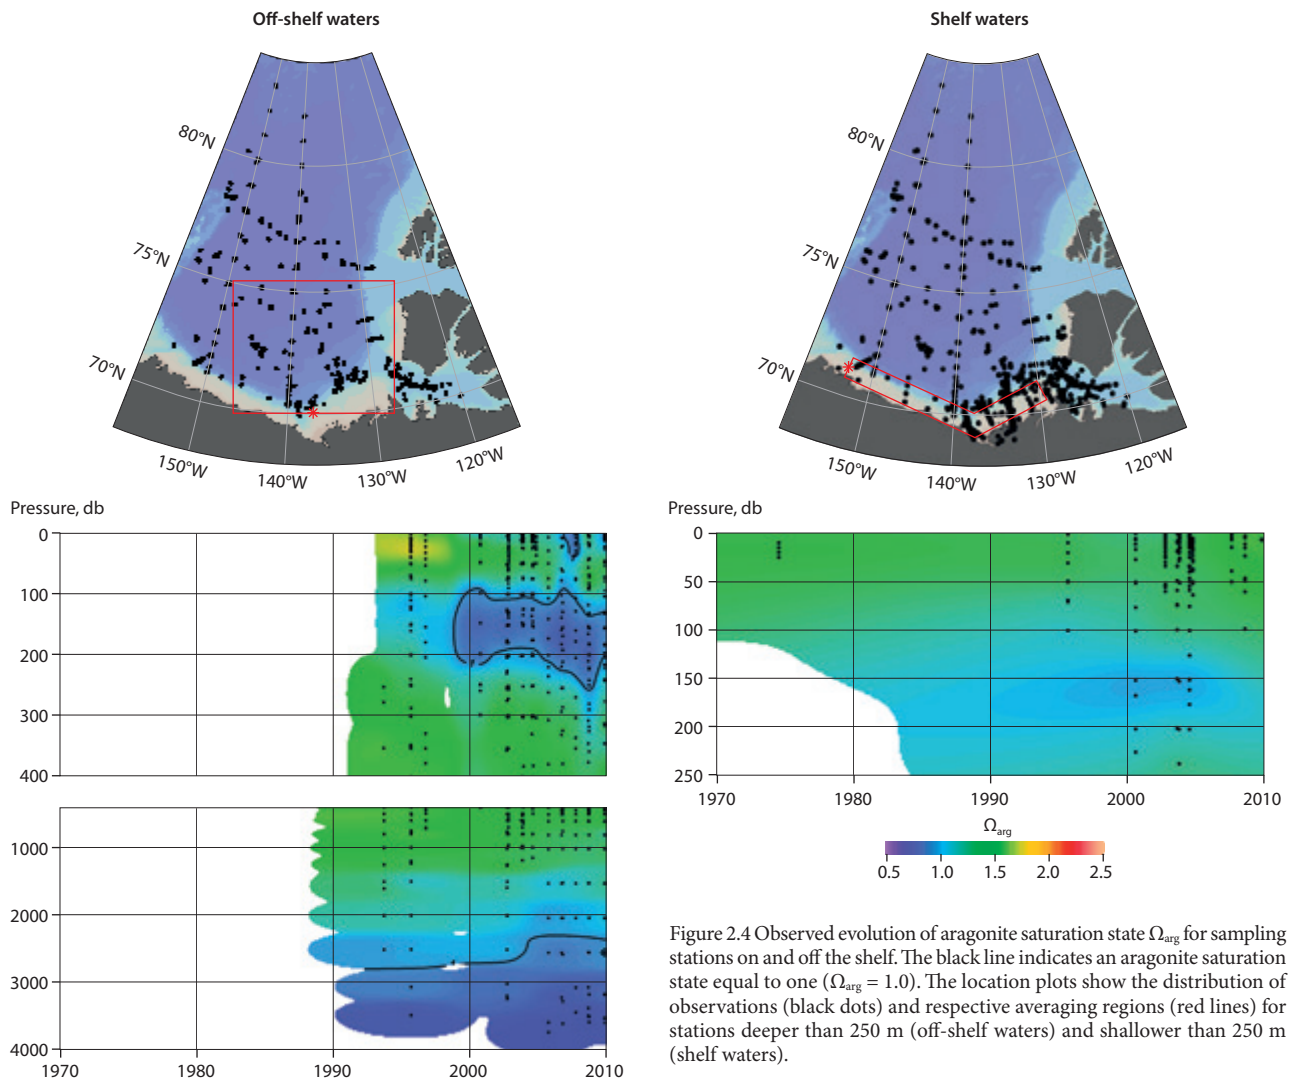 Off-shelf waters
80°N
75°N
70°N
150°W
140°W
130°W
120°W
Shelf waters
80°N
75°N
70°N
150°W
140°W
130°W
120°W
Pressure, db
0
100
200
300
400
1970
1980
1990
2000
2010
1000
2000
3000
4000
1970
1980
1990
2000
2010
Pressure, db
0
50
100
150
200
250
1970
1980
1990
2000
2010
Ωarg
0.5 1.0 1.5 2.0 2.5
Figure 2.4 Observed evolution of aragonite saturation state Ωarg for sampling
stations on and off the shelf. The black line indicates an aragonite saturation
state equal to one (Ωarg = 1.0). The location plots show the distribution of
observations (black dots) and respective averaging regions (red lines) for
stations deeper than 250 m (off-shelf waters) and shallower than 250 m
(shelf waters).